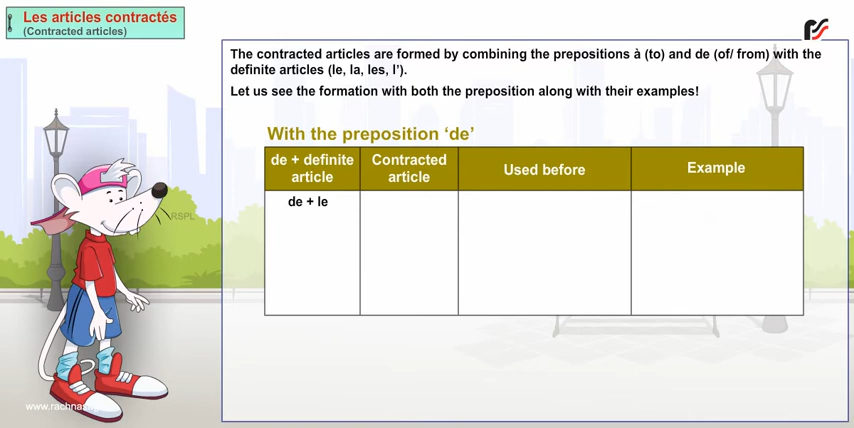 Les articles contractés
(Contracted articles)
The contracted articles are formed by combining the prepositions à (to) and de (of/ from) with the
definite articles (le, la, les, l').
Let us see the formation with both the preposition along with their examples!
With the preposition ‘de’
de + definite
article
Contracted
article
Used before
Example
de + le
RSPL